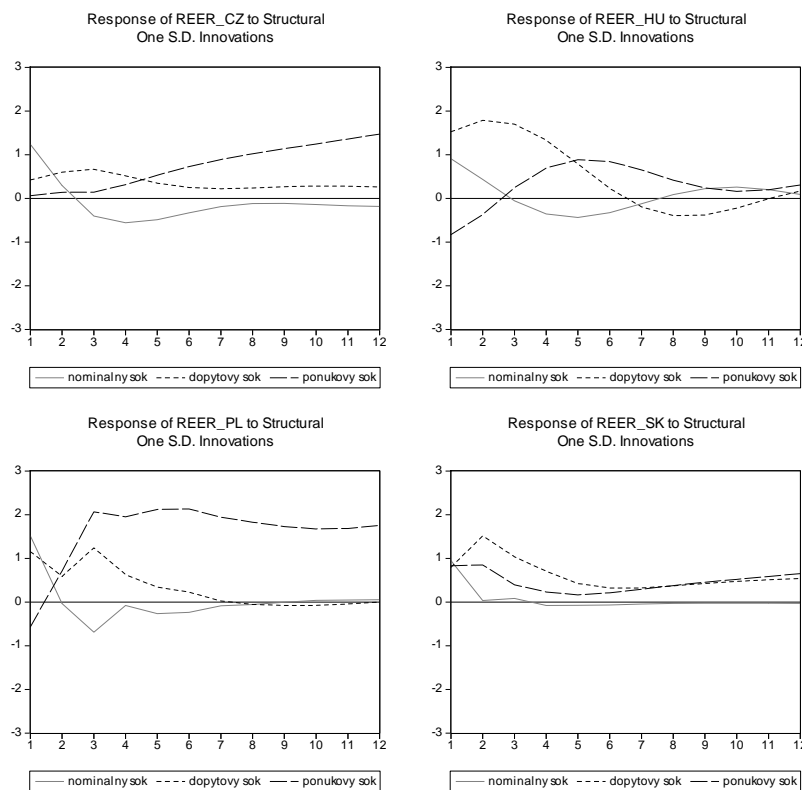 Response of REER_CZ to Structural
One S.D. Innovations
3
2
1
0
-1
-2
-3
1 2 3 4 5 6 7 8 9 10 11 12
nominalny sok dopytovy sok ponukovy sok
Response of REER_HU to Structural
One S.D. Innovations
3
2
1
0
-1
-2
-3
1 2 3 4 5 6 7 8 9 10 11 12
nominalny sok dopytovy sok ponukovy sok
Response of REER_PL to Structural
One S.D. Innovations
3
2
1
0
-1
-2
-3
1 2 3 4 5 6 7 8 9 10 11 12
nominalny sok dopytovy sok ponukovy sok
Response of REER_SK to Structural
One S.D. Innovations
3
2
1
0
-1
-2
-3
1 2 3 4 5 6 7 8 9 10 11 12
nominalny sok dopytovy sok ponukovy sok